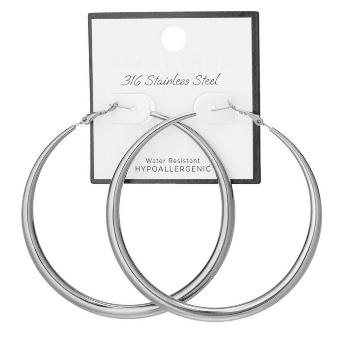 316 Stainless Steel
Water Resistant
HYPOALLERGENIC